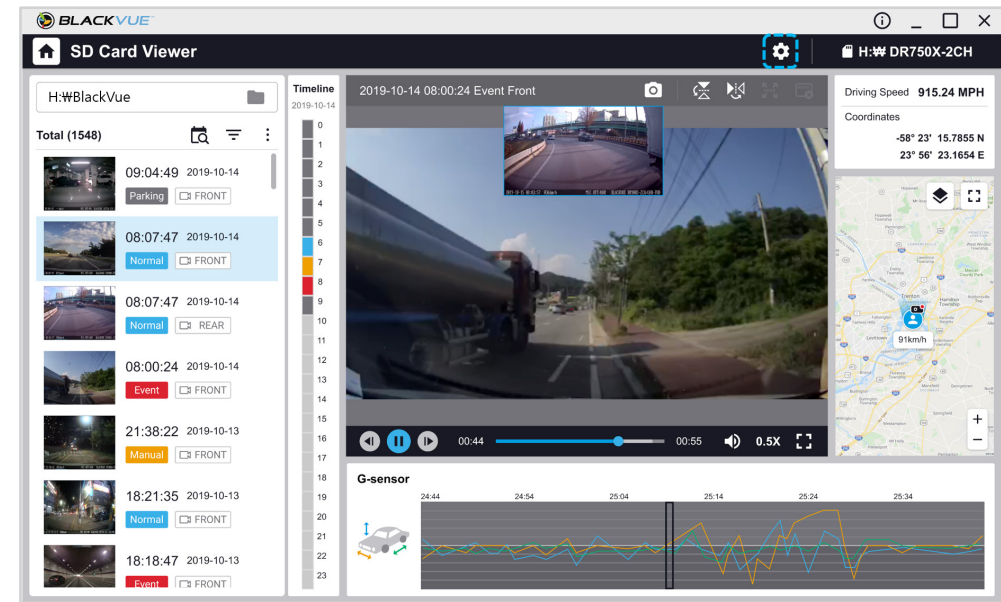 BLACKVUE
SD Card Viewer
H:₩ DR750X-2CH
H:₩BlackVue
Total (1548)
09:04:49 2019-10-14
Parking FRONT
08:07:47 2019-10-14
Normal FRONT
08:07:47 2019-10-14
Normal REAR
08:00:24 2019-10-14
Event FRONT
21:38:22 2019-10-13
Manual FRONT
18:21:35 2019-10-13
Normal FRONT
18:18:47 2019-10-13
Event FRONT
Timeline
2019-10-14
0
1
2
3
4
5
6
7
8
9
10
11
12
13
14
15
16
17
18
19
20
21
22
23
2019-10-14 08:00:24 Event Front
00:44
00:55
0.5X
G-sensor
24:44 24:54 25:04 25:14 25:24 25:34
Driving Speed 915.24 MPH
Coordinates
-58° 23' 15.7855 N
23° 56' 23.1654 E
Trenton
Hamilton
Township
Levittown
91km/h
+
−